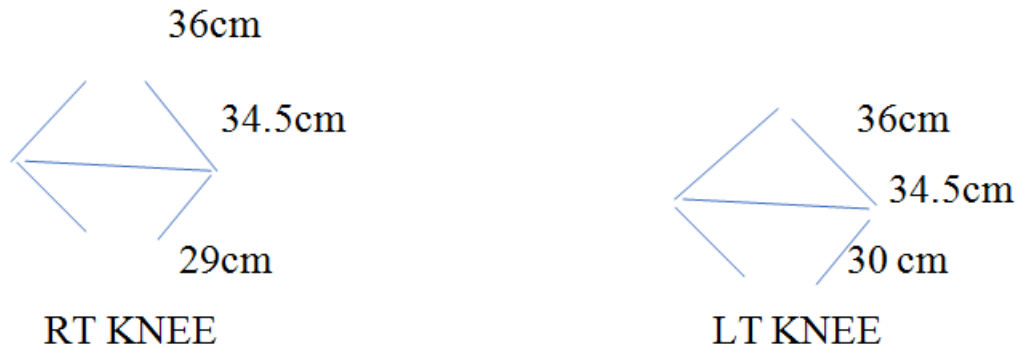 36cm
34.5cm
29cm
RT KNEE
36cm
34.5cm
30 cm
LT KNEE